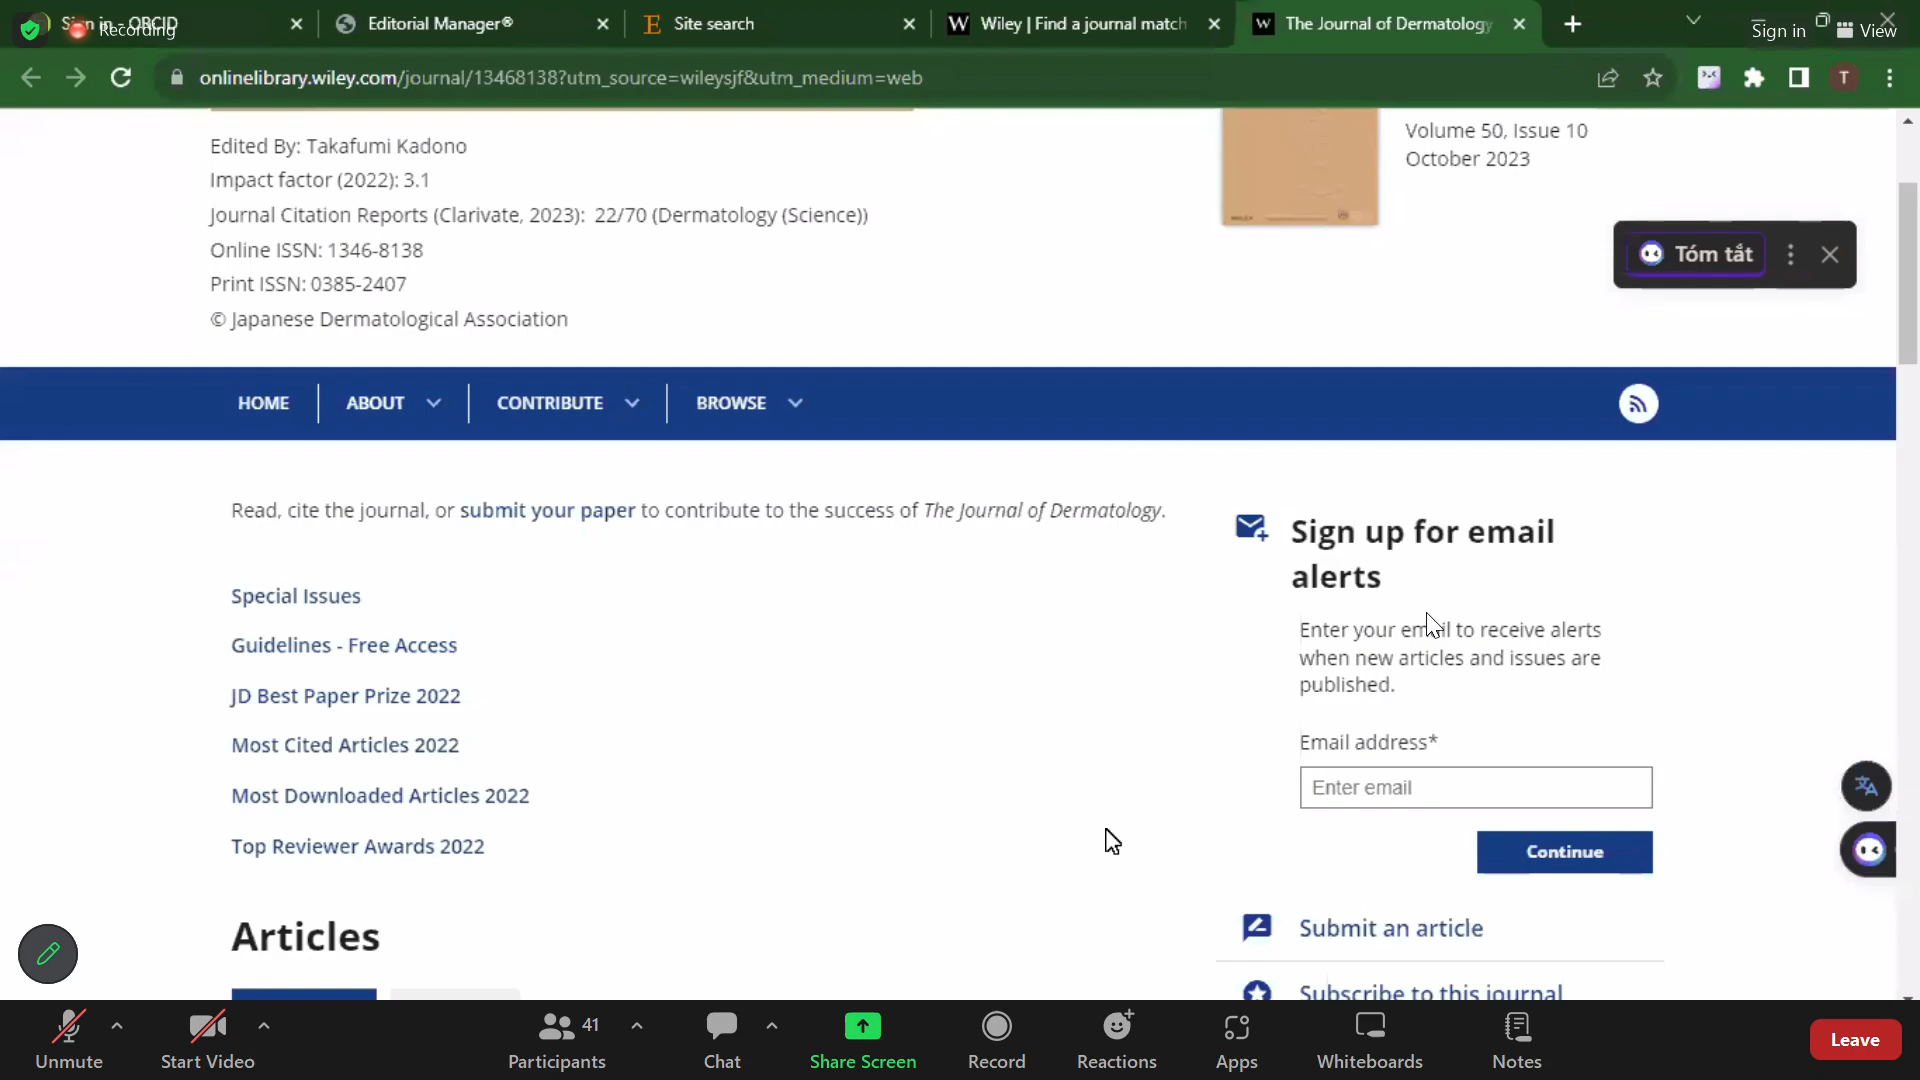 Sign in - ORCID
Recording
Editorial Manager®
Site search
Wiley | Find a journal match
The Journal of Dermatology
Sign in
View
onlinelibrary.wiley.com/journal/13468138?utm_source=wileysjf&utm_medium=web
T
Edited By: Takafumi Kadono
Impact factor (2022): 3.1
Journal Citation Reports (Clarivate, 2023): 22/70 (Dermatology (Science))
Online ISSN: 1346-8138
Print ISSN: 0385-2407
© Japanese Dermatological Association
WILEY
Volume 50, Issue 10
October 2023
Tóm tắt
HOME
ABOUT
CONTRIBUTE
BROWSE
Read, cite the journal, or submit your paper to contribute to the success of The Journal of Dermatology.
Special Issues
Guidelines - Free Access
JD Best Paper Prize 2022
Most Cited Articles 2022
Most Downloaded Articles 2022
Top Reviewer Awards 2022
Articles
Sign up for email
alerts
Enter your email to receive alerts
when new articles and issues are
published.
Email address*
Enter email
Continue
Submit an article
Subscribe to this journal
Unmute
Start Video
41
Participants
Chat
Share Screen
Record
Reactions
Apps
Whiteboards
Notes
Leave